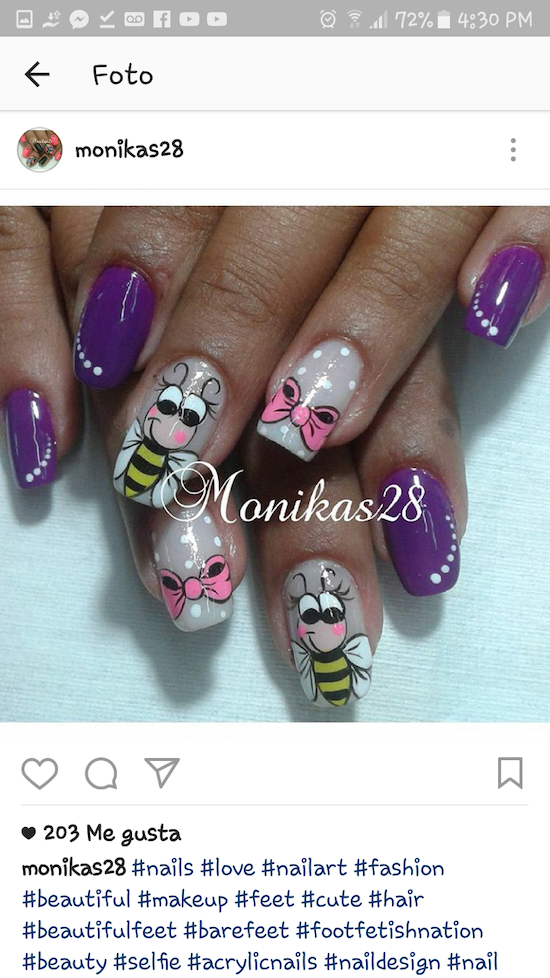 72% 4:30 PM
Foto
monikas28
Monikas28
203 Me gusta
monikas28 #nails #love #nailart #fashion
#beautiful #makeup #feet #cute #hair
#beautifulfeet #barefeet #footfetishnation
#beauty #selfie #acrylicnails #naildesign #nail